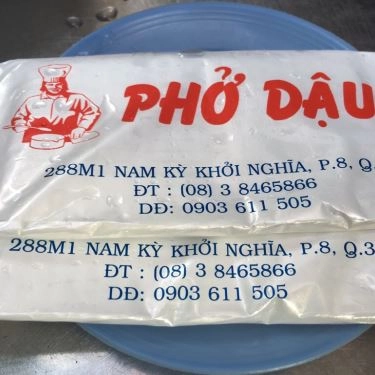 PHỞ DẬU
288M1 NAM KỲ KHỞI NGHĨA, P.8, Q.
ĐT : (08) 3 8465866
DĐ: 0903 611 505
288M1 NAM KỲ KHỞI NGHĨA, P.8, Q.3
ĐT : (08) 3 8465866
DĐ: 0903 611 505